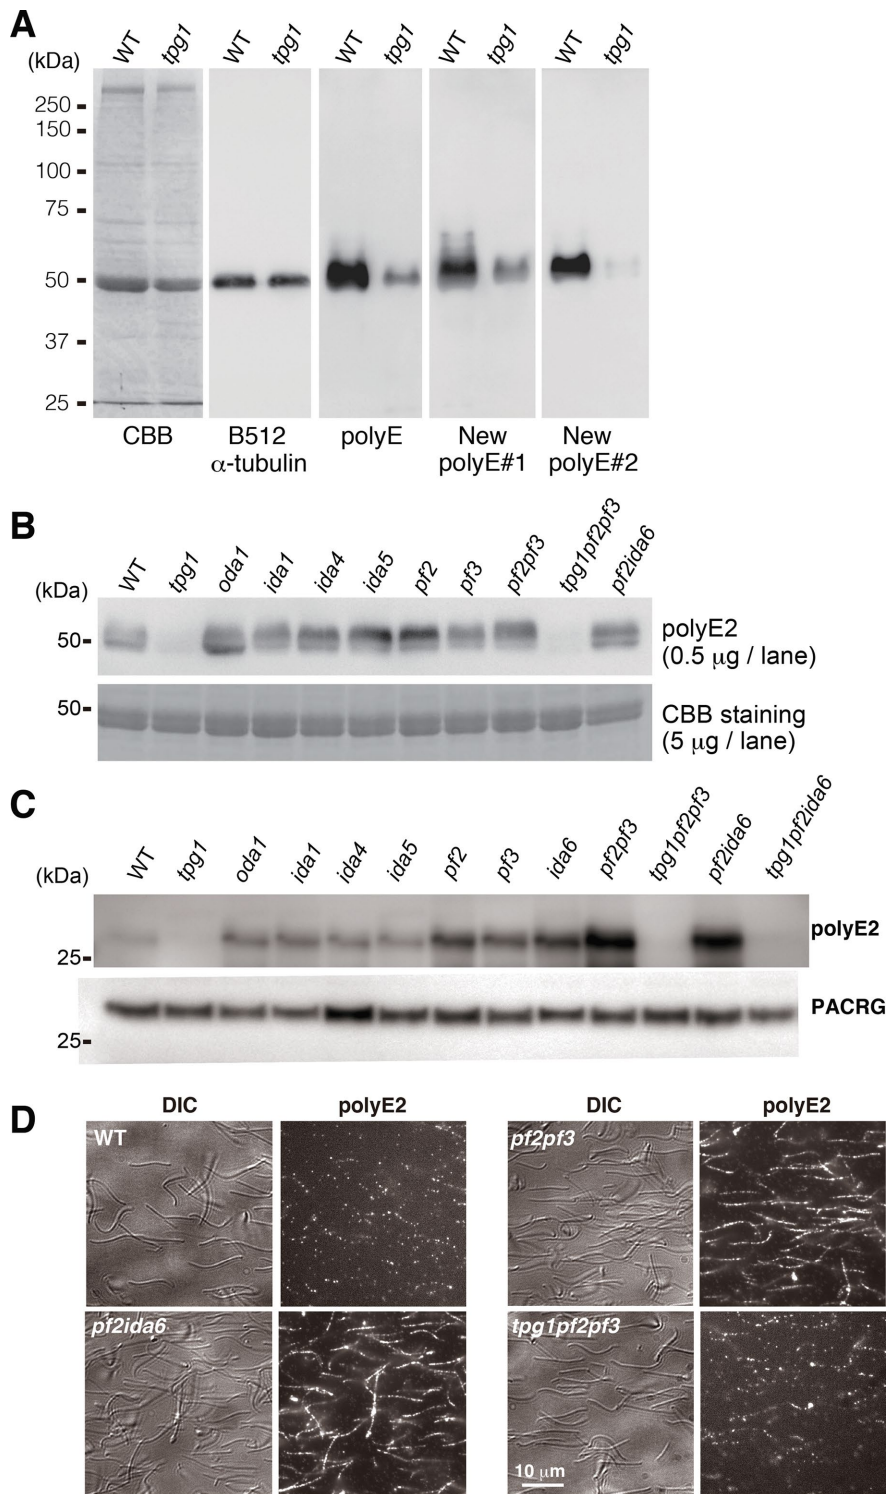 A
(kDa)
WT tpg1 WT tpg1 WT tpg1 WT tpg1 WT tpg1
250
150
100
75
50
37
25
CBB
B512
α-tubulin
polyE
New
polyE#1
New
polyE#2
B
(kDa)
WT tpg1 oda1 ida1 ida4 ida5 pf2 pf3 pf2pf3 tpg1pf2pf3 pf2ida6
50
polyE2
(0.5 µg / lane)
50
CBB staining
(5 µg / lane)
C
(kDa)
WT tpg1 oda1 ida1 ida4 ida5 pf2 pf3 ida6 pf2pf3 tpg1pf2pf3 pf2ida6 tpg1pf2ida6
25
polyE2
25
PACRG
D
DIC polyE2 DIC polyE2
WT
pf2pf3
pf2ida6
tpg1pf2pf3
10 µm